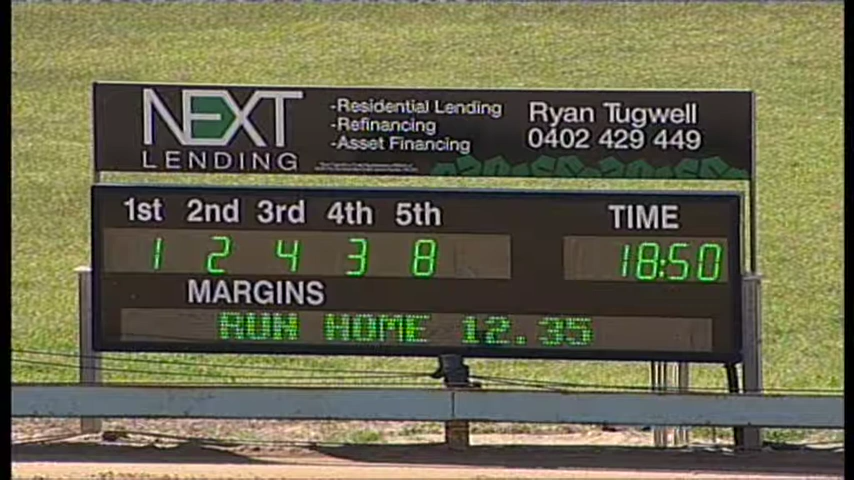 NEXT
LENDING
-Residential Lending
-Refinancing
-Asset Financing
Ryan Tugwell
0402 429 449
1st 2nd 3rd 4th 5th TIME
1 2 4 3 8 18:50
MARGINS
RUN HOME 12.35